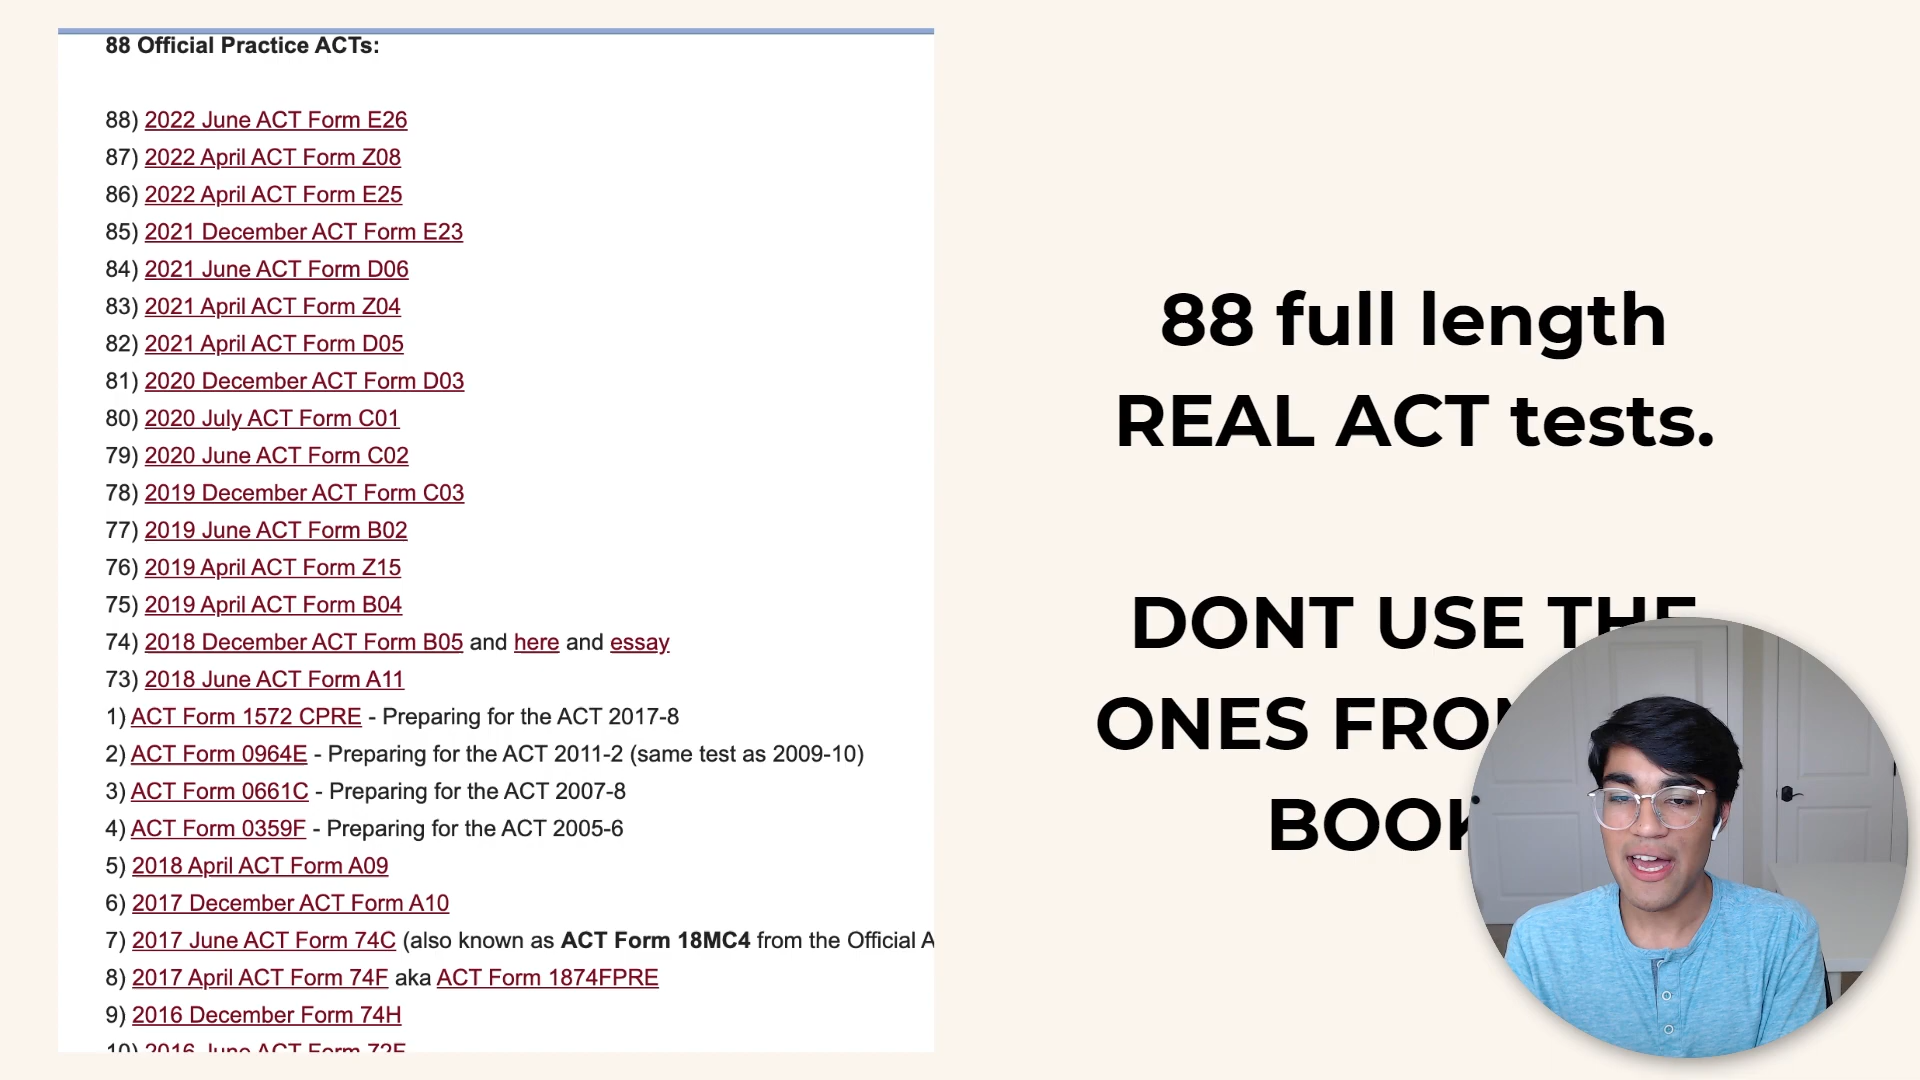 88 Official Practice ACTs:
88) 2022 June ACT Form E26
87) 2022 April ACT Form Z08
86) 2022 April ACT Form E25
85) 2021 December ACT Form E23
84) 2021 June ACT Form D06
83) 2021 April ACT Form Z04
82) 2021 April ACT Form D05
81) 2020 December ACT Form D03
80) 2020 July ACT Form C01
79) 2020 June ACT Form C02
78) 2019 December ACT Form C03
77) 2019 June ACT Form B02
76) 2019 April ACT Form Z15
75) 2019 April ACT Form B04
74) 2018 December ACT Form B05 and here and essay
73) 2018 June ACT Form A11
1) ACT Form 1572 CPRE - Preparing for the ACT 2017-8
2) ACT Form 0964E - Preparing for the ACT 2011-2 (same test as 2009-10)
3) ACT Form 0661C - Preparing for the ACT 2007-8
4) ACT Form 0359F - Preparing for the ACT 2005-6
5) 2018 April ACT Form A09
6) 2017 December ACT Form A10
7) 2017 June ACT Form 74C (also known as ACT Form 18MC4 from the Official A
8) 2017 April ACT Form 74F aka ACT Form 1874FPRE
9) 2016 December Form 74H
10) 2016 June ACT Form 72F
88 full length
REAL ACT tests.
DONT USE THE
ONES